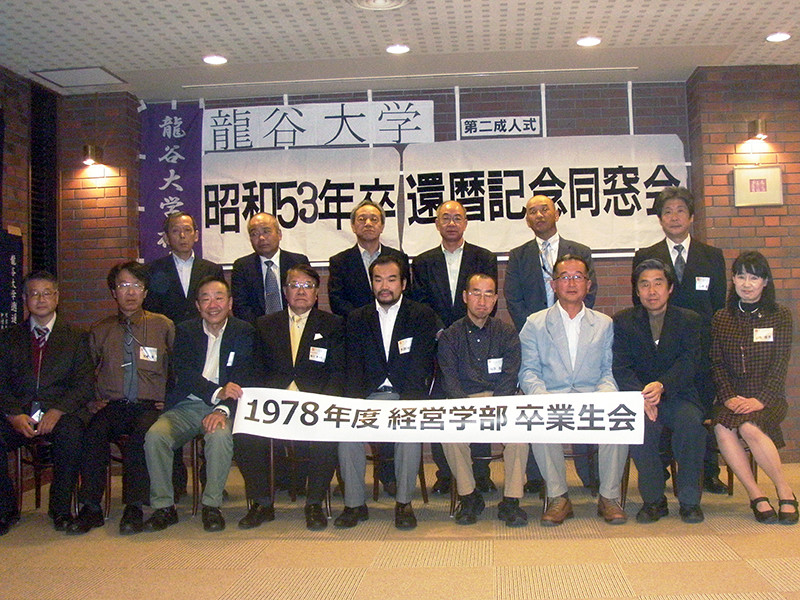 龍谷大学
第二成人式
昭和53年卒 還暦記念同窓会
龍谷大学
1978年度 経営学部 卒業生会